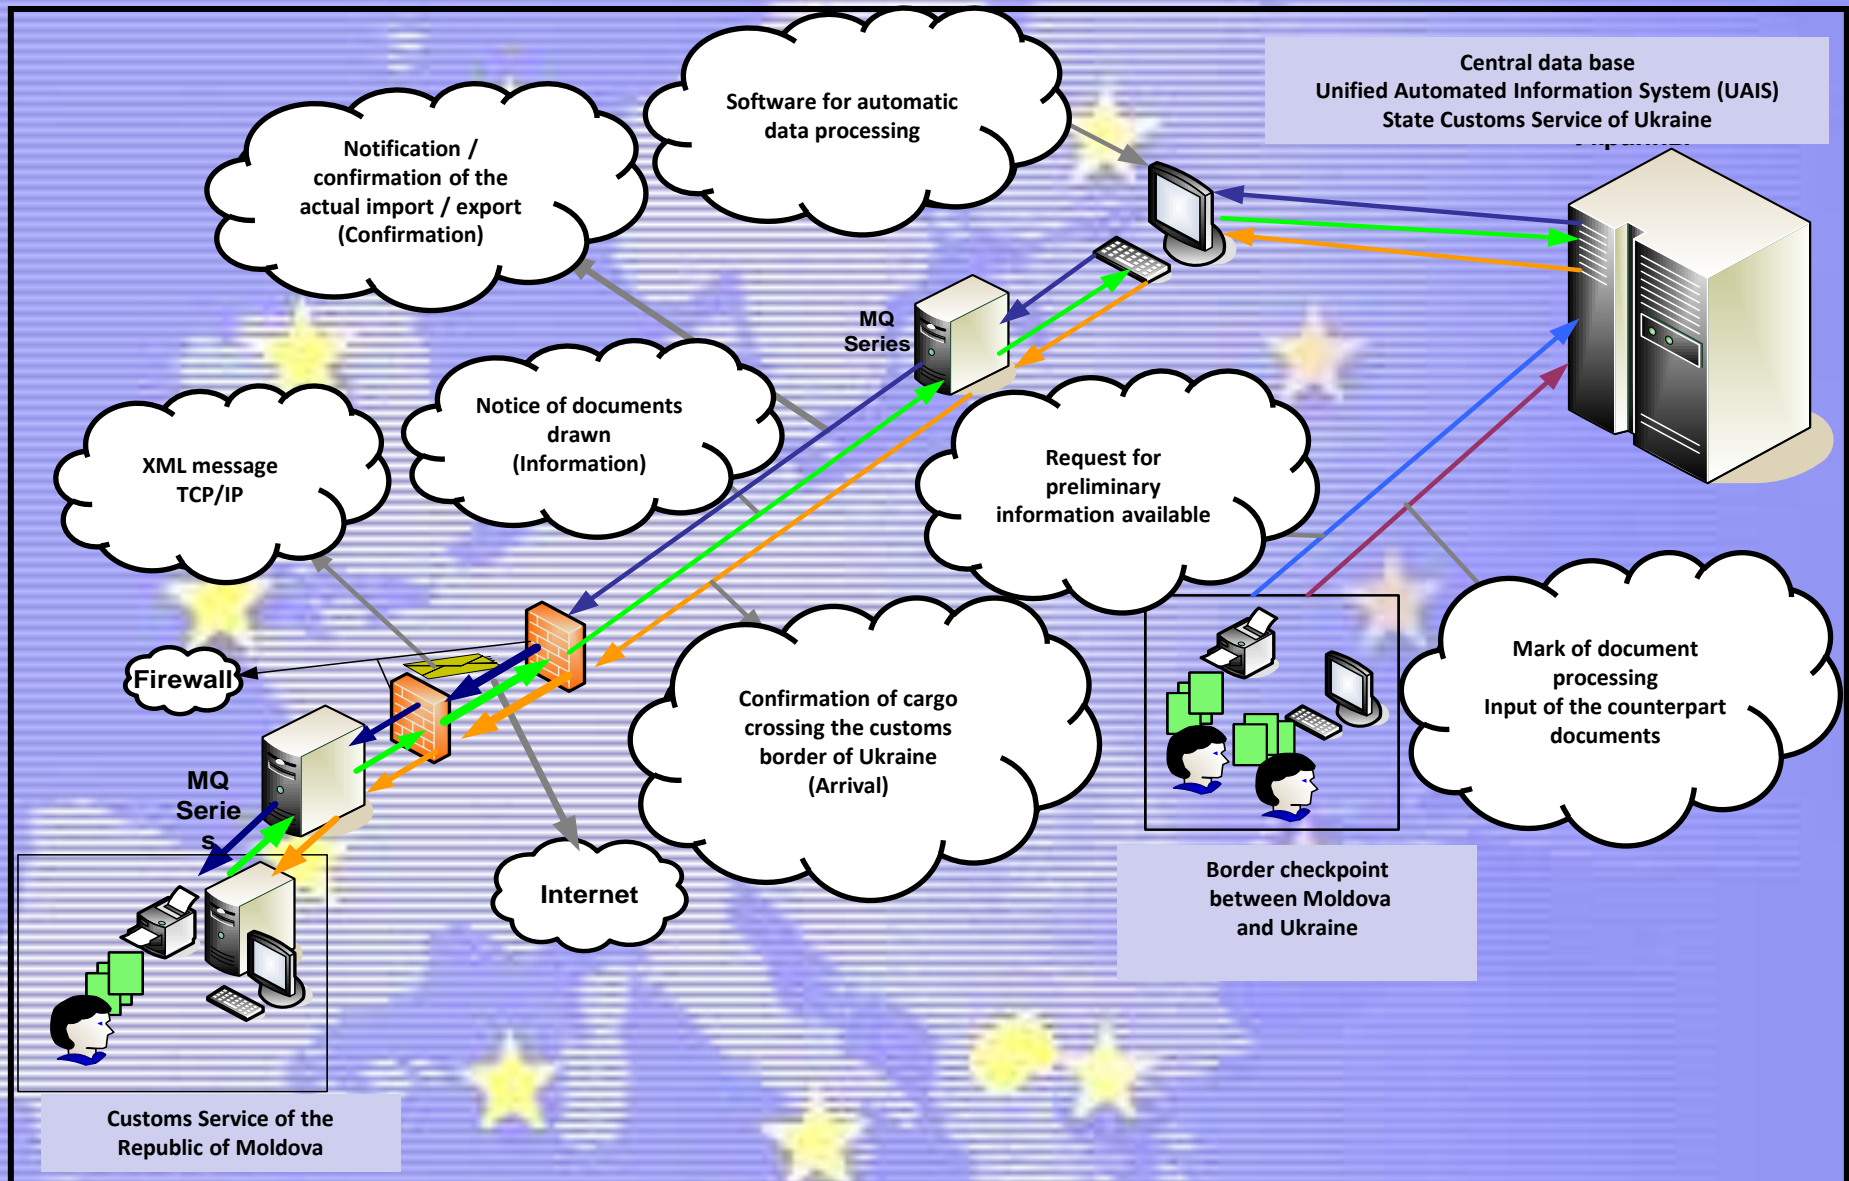 Software for automatic
data processing
Central data base
Unified Automated Information System (UAIS)
State Customs Service of Ukraine
Notification /
confirmation of the
actual import / export
(Confirmation)
MQ
Series
Notice of documents
drawn
(Information)
XML message
TCP/IP
Request for
preliminary
information available
Firewall
Confirmation of cargo
crossing the customs
border of Ukraine
(Arrival)
Mark of document
processing
Input of the counterpart
documents
MQ
Serie
s
Internet
Border checkpoint
between Moldova
and Ukraine
Customs Service of the
Republic of Moldova